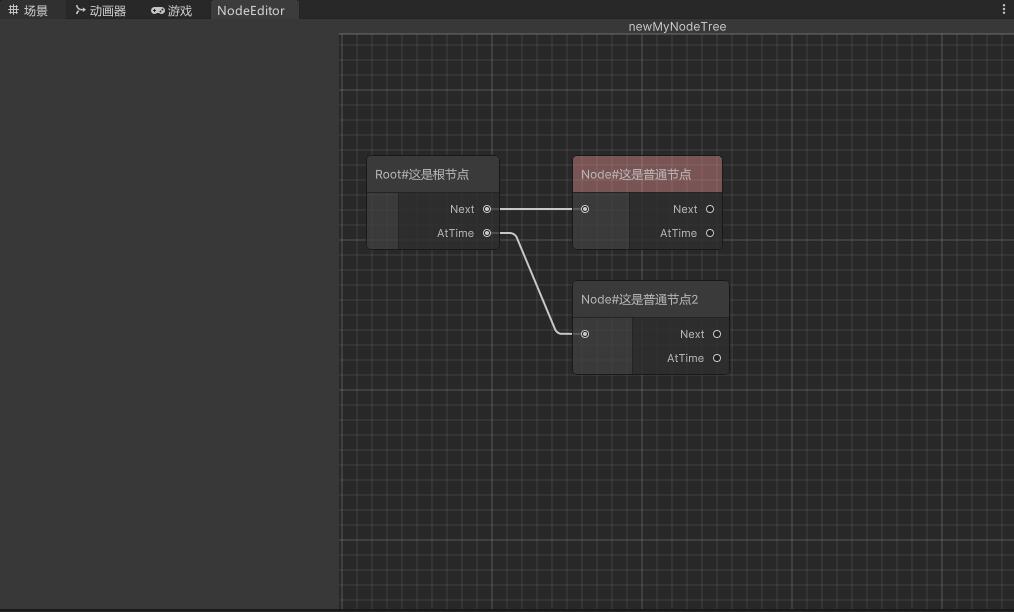 场景 动画器 游戏 NodeEditor
newMyNodeTree
Root#这是根节点
Next
AtTime
Node#这是普通节点
Next
AtTime
Node#这是普通节点2
Next
AtTime